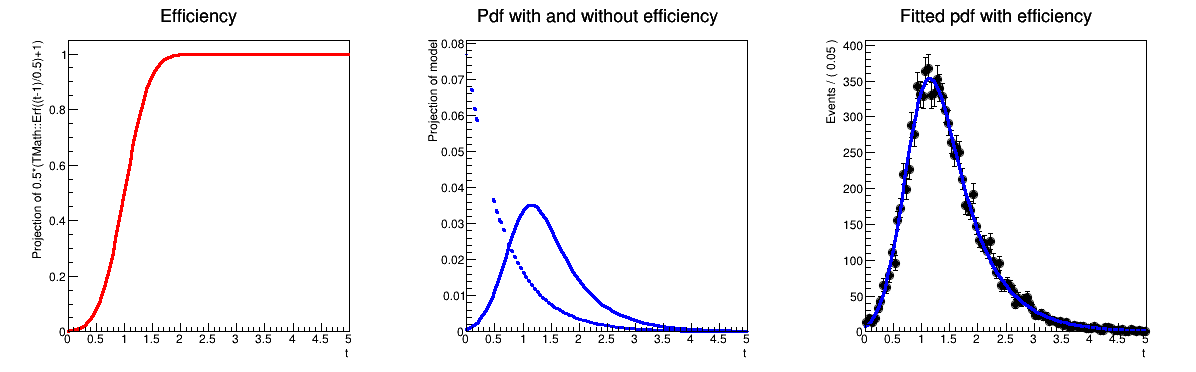 Efficiency
Projection of 0.5*(TMath::Erf((t-1)/0.5)+1)
1
0.8
0.6
0.4
0.2
0
0 0.5 1 1.5 2 2.5 3 3.5 4 4.5 5
t
Pdf with and without efficiency
Projection of model
0.08
0.07
0.06
0.05
0.04
0.03
0.02
0.01
0
0 0.5 1 1.5 2 2.5 3 3.5 4 4.5 5
t
Fitted pdf with efficiency
Events / ( 0.05 )
400
350
300
250
200
150
100
50
0
0 0.5 1 1.5 2 2.5 3 3.5 4 4.5 5
t